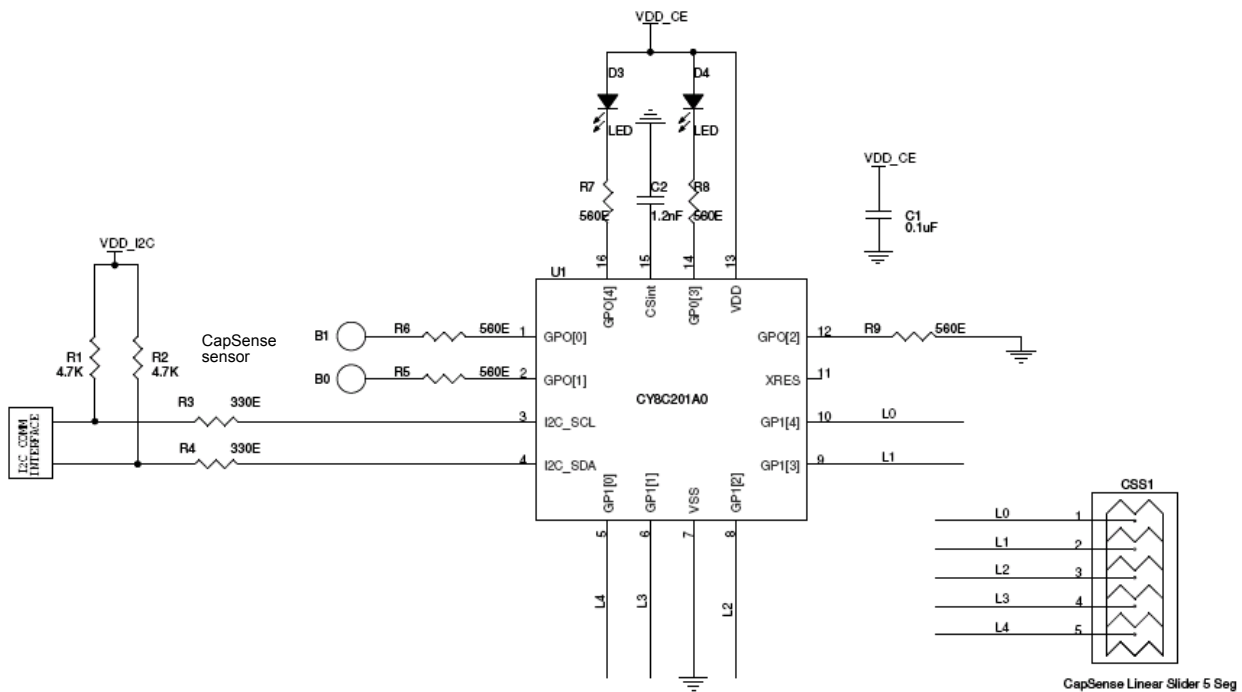 VDD_CE
D3
D4
LED
LED
R7
560E
C2
1.2nF
R8
560E
VDD_CE
C1
0.1uF
VDD_I2C
R1
4.7K
R2
4.7K
CapSense
sensor
I2C COMM
INTERFACE
R3 330E
R4 330E
B1
R6 560E
B0
R5 560E
U1
16
15
14
13
GPO[4]
CSint
GP0[3]
VDD
1 GPO[0]
2 GPO[1]
3 I2C_SCL
4 I2C_SDA
CY8C201A0
GPO[2] 12
R9 560E
XRES 11
GP1[4] 10 L0
GP1[3] 9 L1
GP1[0]
GP1[1]
VSS
GP1[2]
5
6
7
8
L4
L3
L2
CSS1
L0 1
L1 2
L2 3
L3 4
L4 5
CapSense Linear Slider 5 Seg